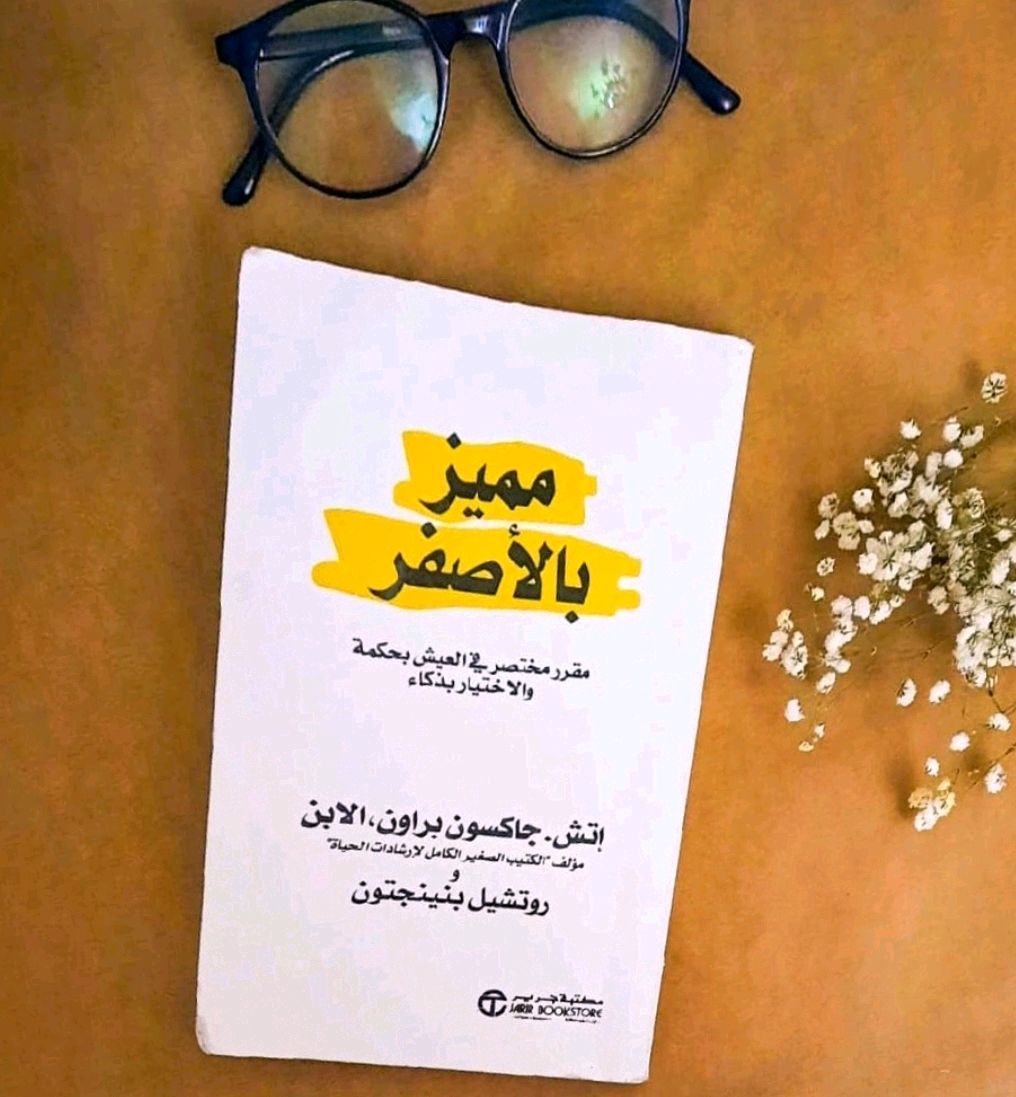 مميز
بالأصفر
مقرر مختصر في العيش بحكمة
والاختيار بذكاء
إتش. جاكسون براون، الابن
مؤلف "الكتيب الصغير الكامل لإرشادات الحياة"
و
روتشيل بنينجتون
مكتبة جرير
JARIR BOOKSTORE